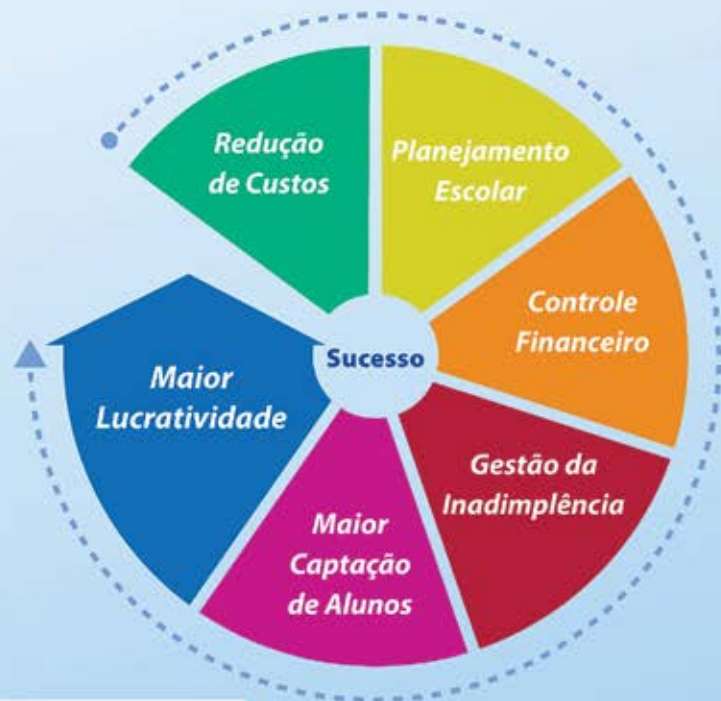 Redução
de Custos
Planejamento
Escolar
Controle
Financeiro
Gestão da
Inadimplência
Maior
Captação
de Alunos
Maior
Lucratividade
Sucesso